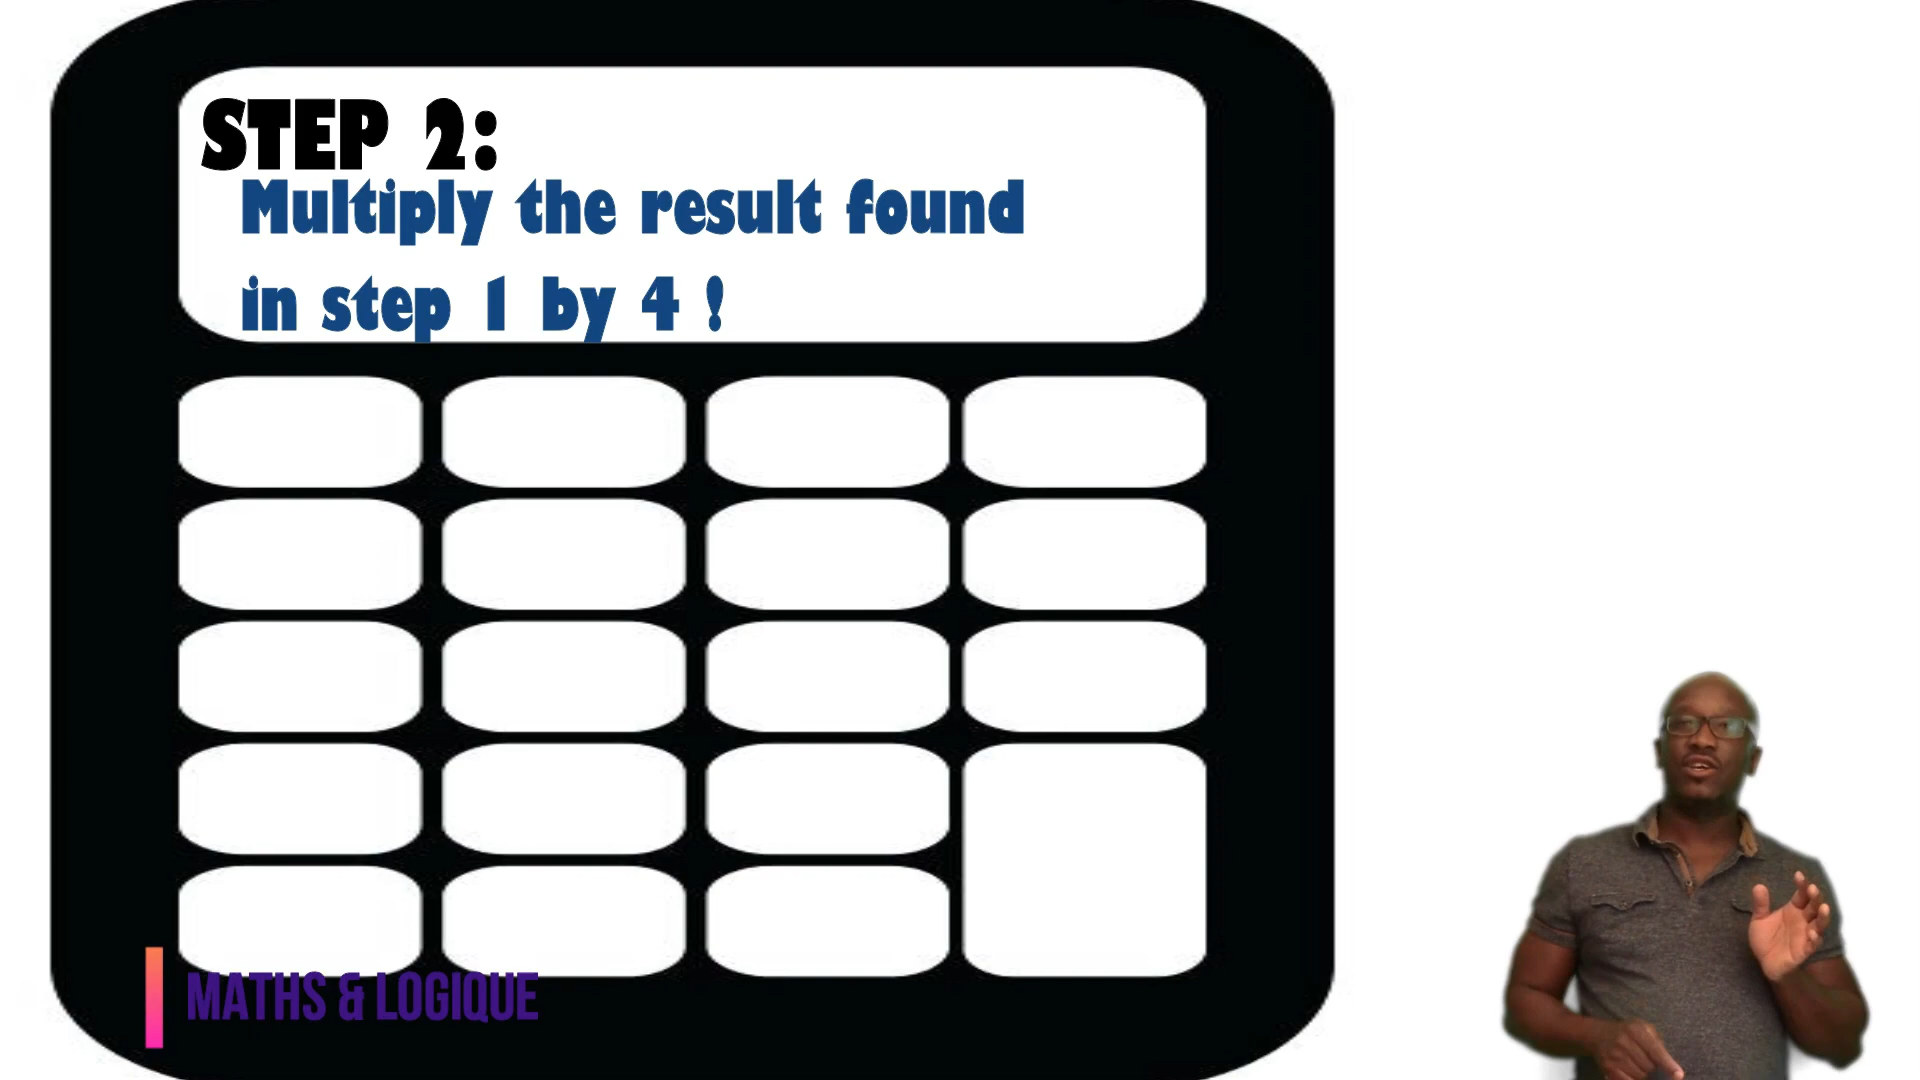 STEP 2:
Multiply the result found
in step 1 by 4 !
MATHS & LOGIQUE